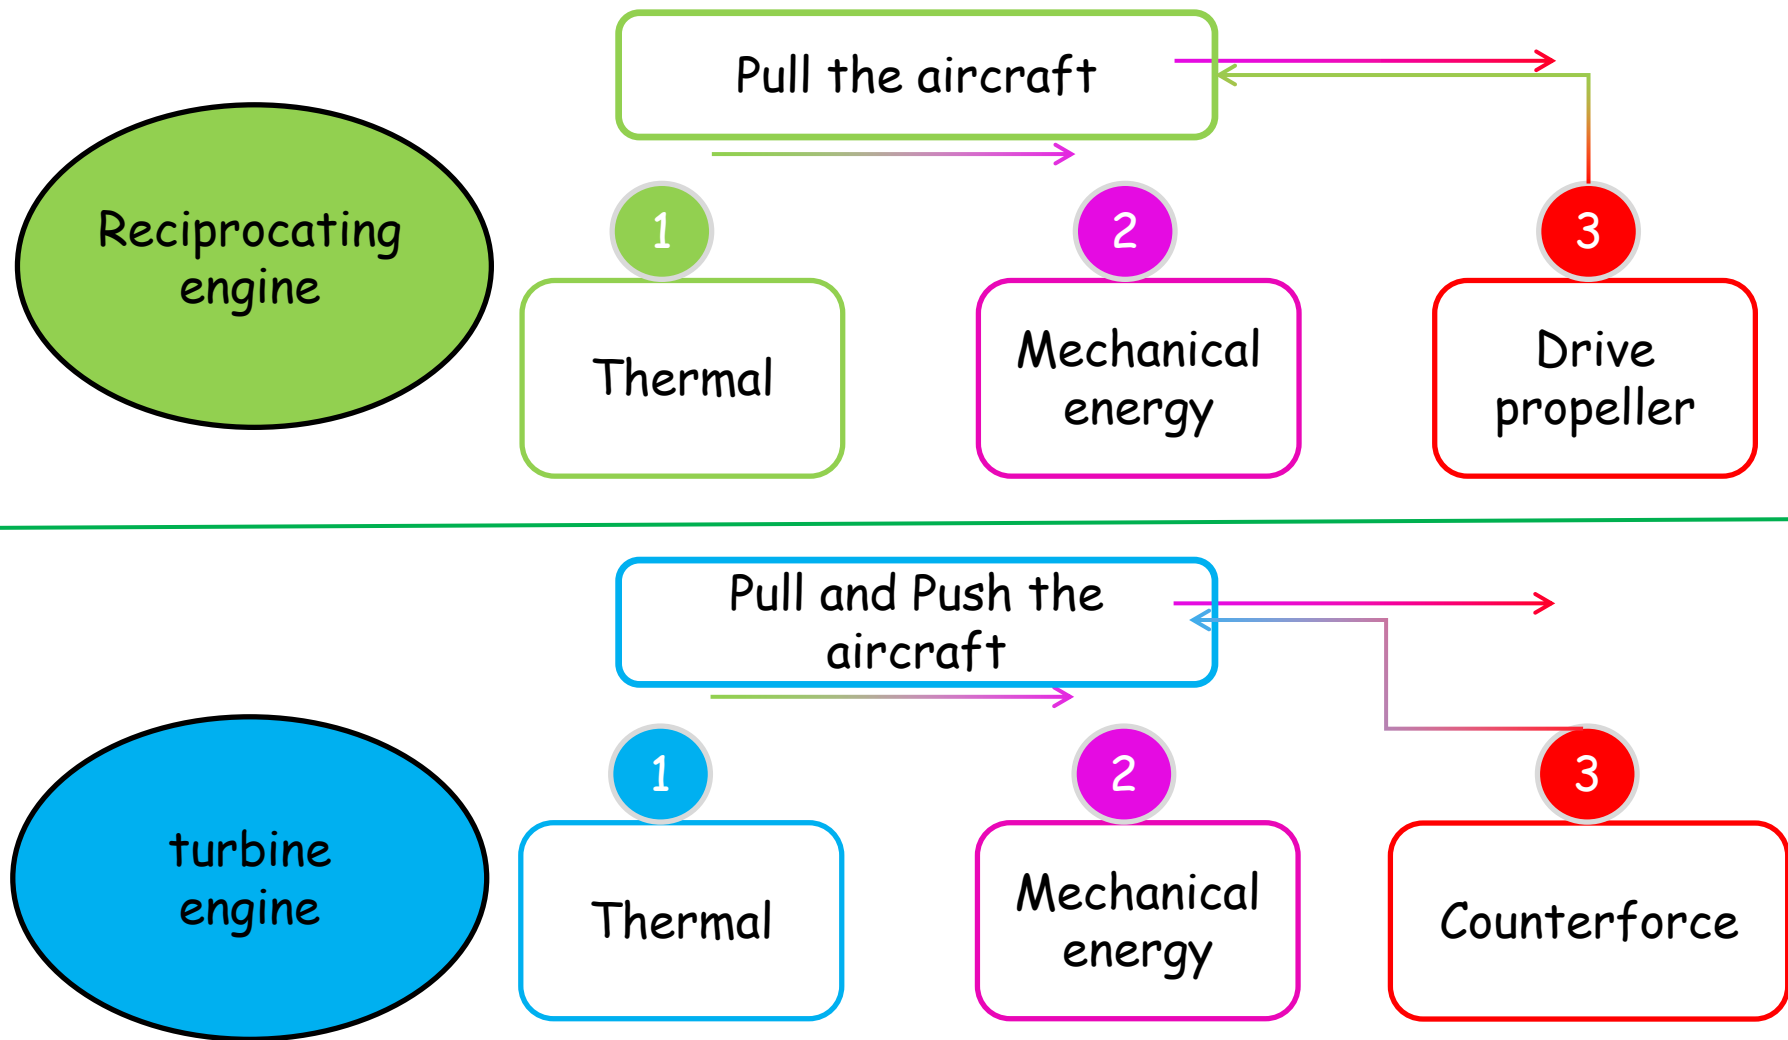 Pull the aircraft
Reciprocating
engine
1
2
3
Thermal
Mechanical
energy
Drive
propeller
Pull and Push the
aircraft
turbine
engine
1
2
3
Thermal
Mechanical
energy
Counterforce